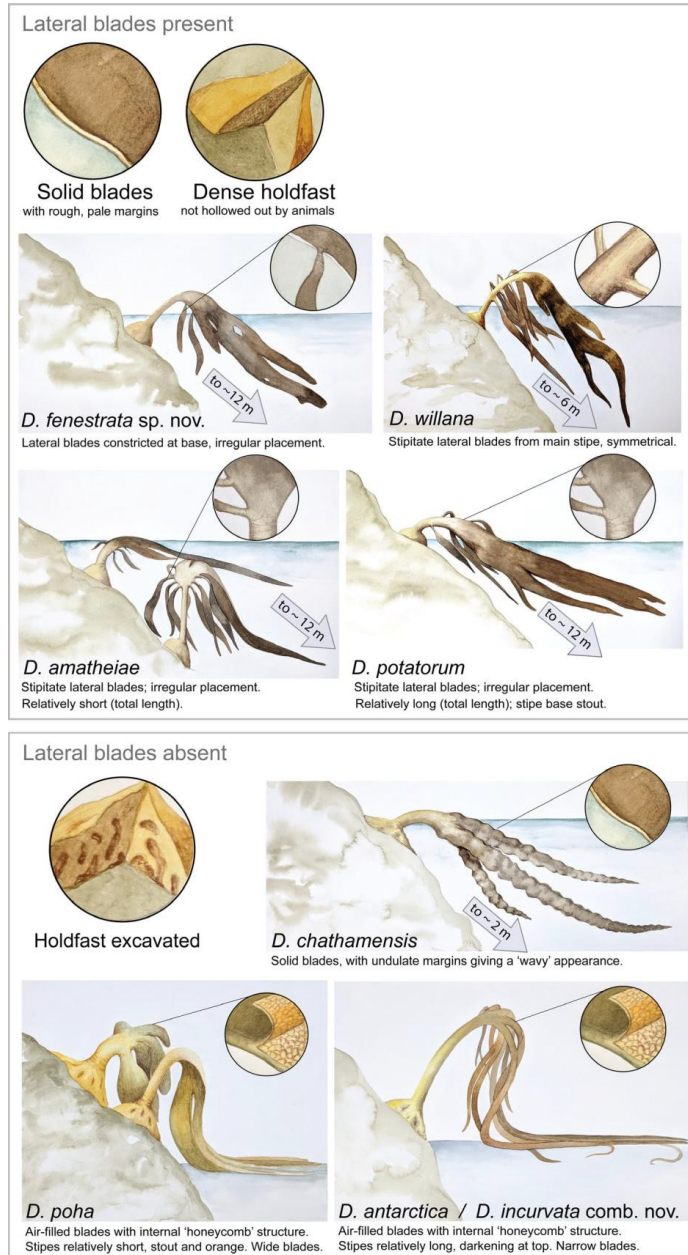 Lateral blades present
Solid blades
with rough, pale margins
Dense holdfast
not hollowed out by animals
to ~12 m
D. fenestrata sp. nov.
Lateral blades constricted at base, irregular placement.
to ~ 6 m
D. willana
Stipitate lateral blades from main stipe, symmetrical.
to ~ 12 m
D. amatheiae
Stipitate lateral blades; irregular placement.
Relatively short (total length).
to ~ 12 m
D. potatorum
Stipitate lateral blades; irregular placement.
Relatively long (total length); stipe base stout.
Lateral blades absent
Holdfast excavated
to ~ 2 m
D. chathamensis
Solid blades, with undulate margins giving a ‘wavy’ appearance.
D. poha
Air-filled blades with internal ‘honeycomb’ structure.
Stipes relatively short, stout and orange. Wide blades.
D. antarctica / D. incurvata comb. nov.
Air-filled blades with internal ‘honeycomb’ structure.
Stipes relatively long, darkening at top. Narrow blades.